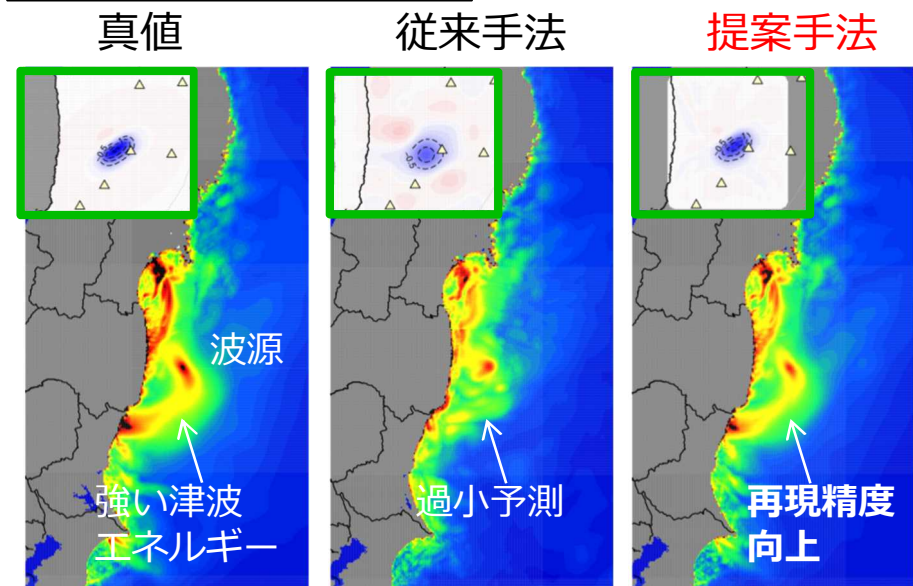 真値
従来手法
提案手法
波源
強い津波
エネルギー
過小予測
再現精度
向上